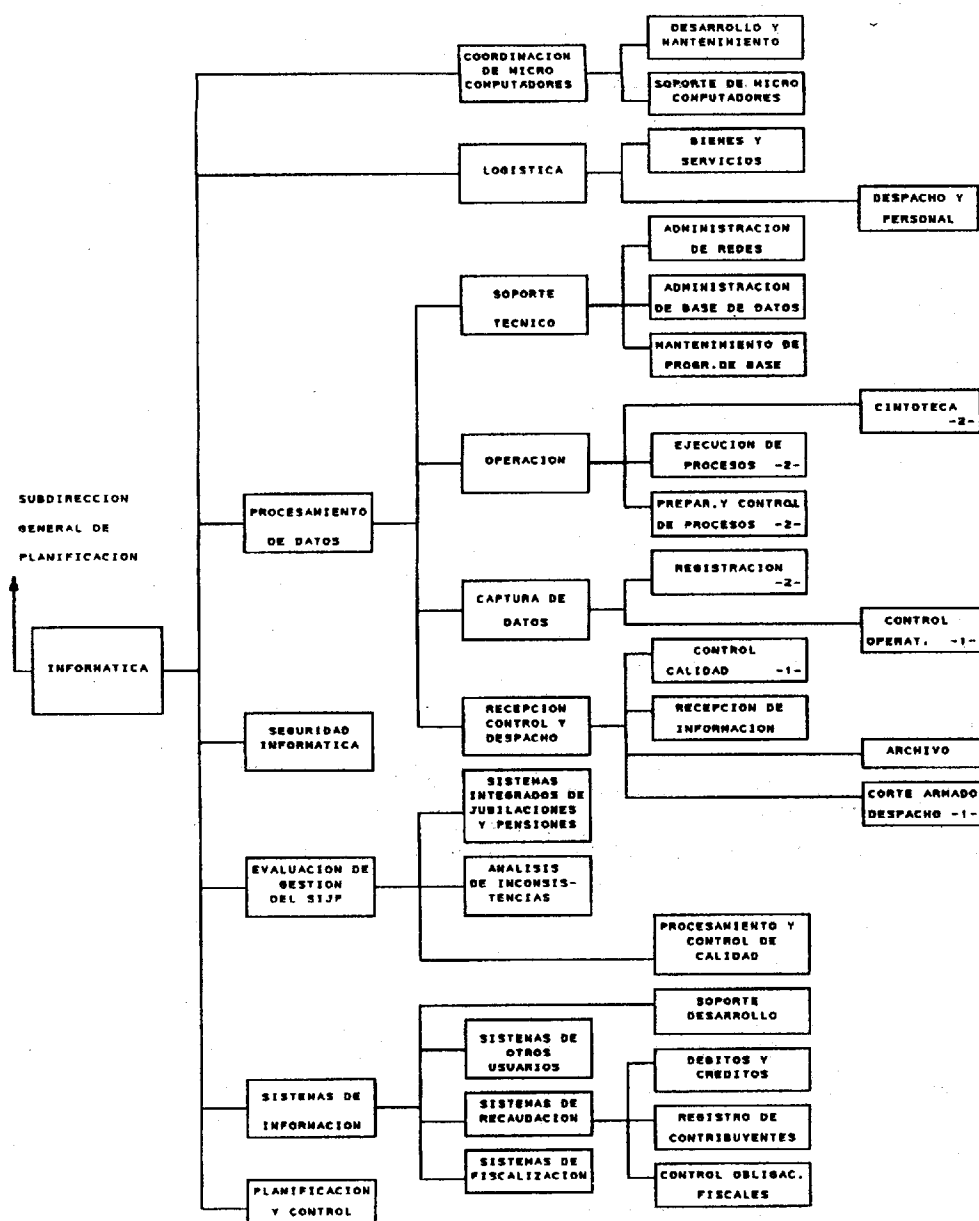 DESARROLLO Y
MANTENIMIENTO
COORDINACION
DE MICRO
COMPUTADORES
SOPORTE DE MICRO
COMPUTADORES
BIENES Y
SERVICIOS
LOGISTICA
DESPACHO Y
PERSONAL
ADMINISTRACION
DE REDES
SOPORTE
TECNICO
ADMINISTRACION
DE BASE DE DATOS
MANTENIMIENTO DE
PROGR.DE BASE
CINTOTECA
-2-
OPERACION
EJECUCION DE
PROCESOS -2-
PREPAR.Y CONTROL
DE PROCESOS -2-
SUBDIRECCION
GENERAL DE
PLANIFICACION
PROCESAMIENTO
DE DATOS
REGISTRACION
-2-
CAPTURA DE
DATOS
CONTROL
OPERAT. -1-
INFORMATICA
CONTROL
CALIDAD -1-
RECEPCION
CONTROL Y
DESPACHO
RECEPCION DE
INFORMACION
ARCHIVO
CORTE ARMADO
DESPACHO -1-
SEGURIDAD
INFORMATICA
SISTEMAS
INTEGRADOS DE
JUBILACIONES
Y PENSIONES
EVALUACION DE
GESTION
DEL SIJP
ANALISIS
DE INCONSIS-
TENCIAS
PROCESAMIENTO Y
CONTROL DE
CALIDAD
SOPORTE
DESARROLLO
SISTEMAS DE
OTROS
USUARIOS
DEBITOS Y
CREDITOS
SISTEMAS DE
INFORMACION
SISTEMAS DE
RECAUDACION
REGISTRO DE
CONTRIBUYENTES
SISTEMAS DE
FISCALIZACION
CONTROL OBLIGAC.
FISCALES
PLANIFICACION
Y CONTROL